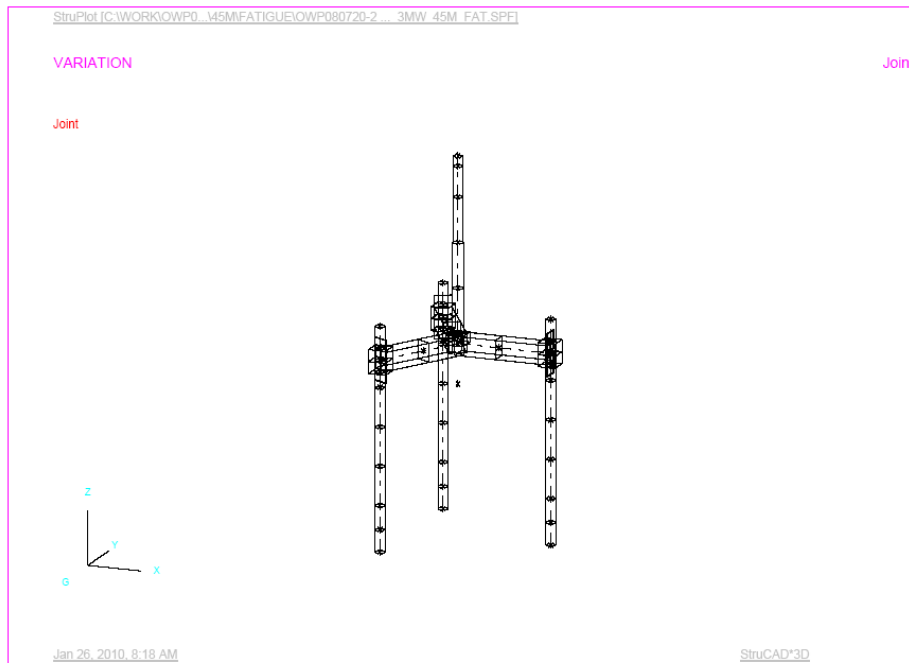 StruPlot [C:\WORK\OWP0...\45M\FATIGUE\OWP080720-2 ... 3MW_45M_FAT.SPF]
VARIATION
Join
Joint
Z
Y
X
G
Jan 26, 2010, 8:18 AM
StruCAD*3D